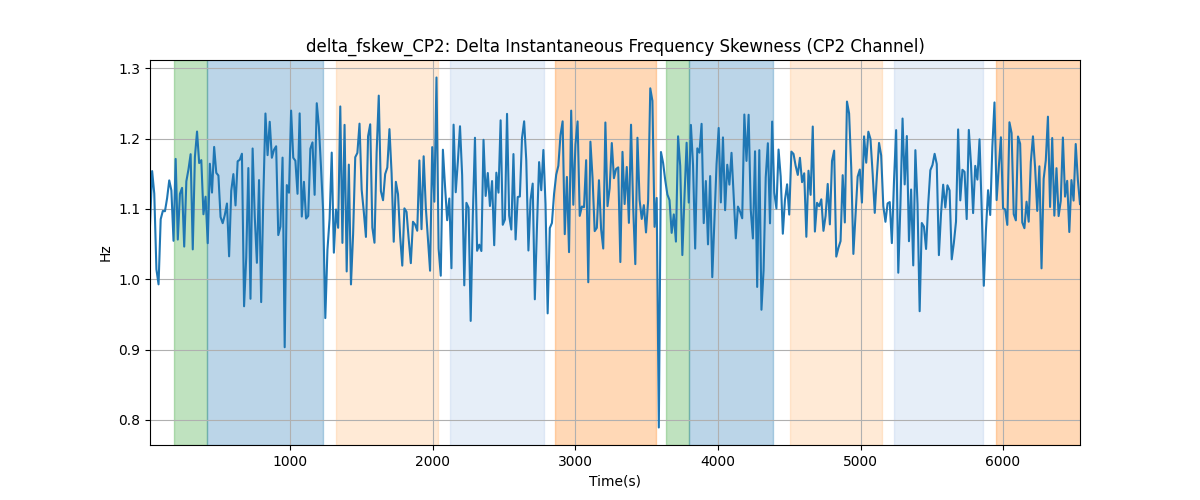 delta_fskew_CP2: Delta Instantaneous Frequency Skewness (CP2 Channel)
1.3
1.2
1.1
1.0
0.9
0.8
Hz
1000 2000 3000 4000 5000 6000
Time(s)